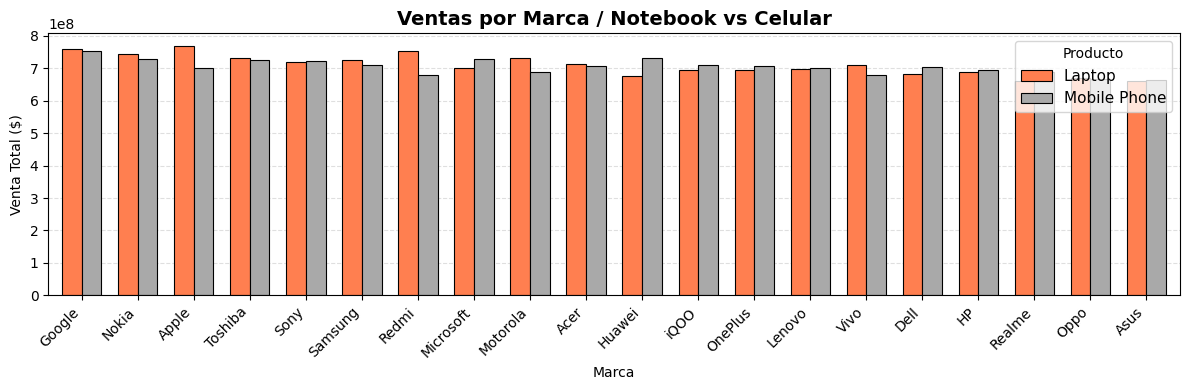 Ventas por Marca / Notebook vs Celular
1e8
8
7
6
5
4
3
2
1
0
Venta Total ($)
Producto
Laptop
Mobile Phone
Google
Nokia
Apple
Toshiba
Sony
Samsung
Redmi
Microsoft
Motorola
Acer
Huawei
iQOO
OnePlus
Lenovo
Vivo
Dell
HP
Realme
Oppo
Asus
Marca